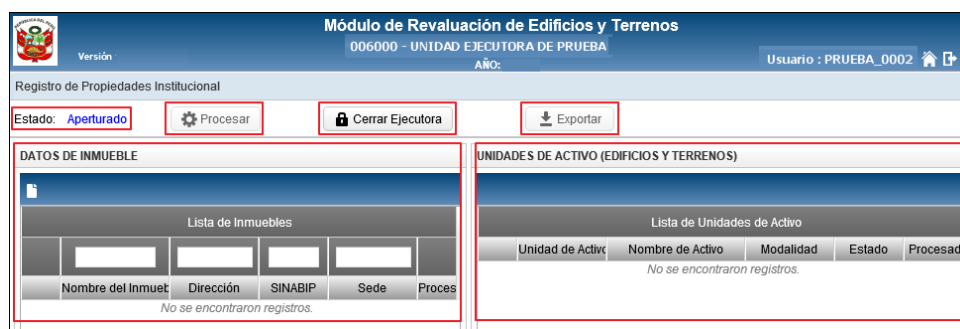 Módulo de Revaluación de Edificios y Terrenos
006000 - UNIDAD EJECUTORA DE PRUEBA
Versión
AÑO:
Usuario : PRUEBA_0002
Registro de Propiedades Institucional
Estado: Aperturado Procesar Cerrar Ejecutora Exportar
DATOS DE INMUEBLE
Lista de Inmuebles
Nombre del Inmuet Dirección SINABIP Sede Proces
No se encontraron registros.
UNIDADES DE ACTIVO (EDIFICIOS Y TERRENOS)
Lista de Unidades de Activo
Unidad de Activo Nombre de Activo Modalidad Estado Procesad
No se encontraron registros.